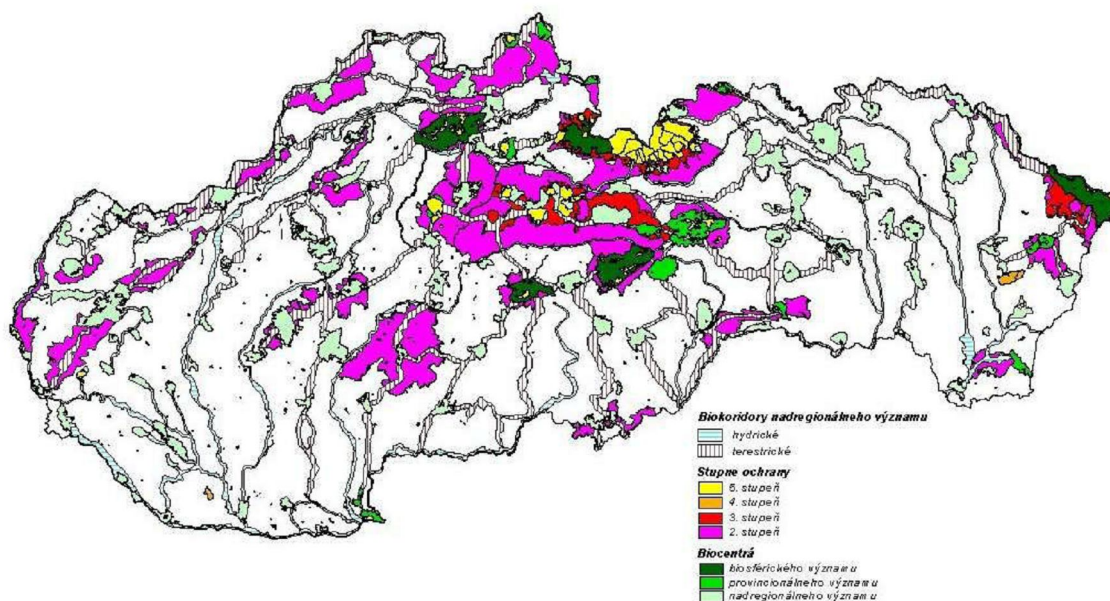 Biokoridory nadregionálneho významu
hydrické
terestrické
Stupne ochrany
5. stupeň
4. stupeň
3. stupeň
2. stupeň
Biocentrá
biosférického významu
provincionálneho významu
nadregionálneho významu